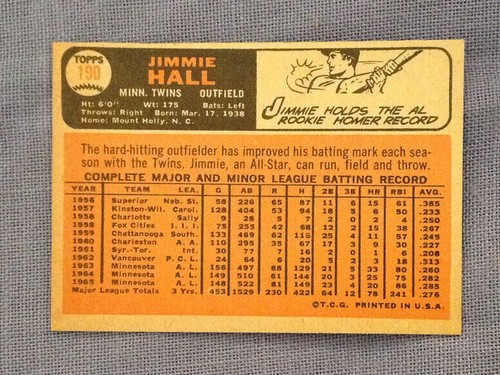 TOPPS
190
JIMMIE
HALL
MINN. TWINS OUTFIELD
Ht: 6'0" Wt: 175 Bats: Left
Throws: Right Born: Mar. 17, 1938
Home: Mount Holly, N. C.
JIMMIE HOLDS THE AL
ROOKIE HOMER RECORD
The hard-hitting outfielder has improved his batting mark each sea-
son with the Twins. Jimmie, an All-Star, can run, field and throw.
COMPLETE MAJOR AND MINOR LEAGUE BATTING RECORD
YEAR TEAM LEA. G AB R H 2B 3B HR RBI AVG.
1956 Superior Neb. St. 58 226 65 87 11 6 15 61 .385
1957 Kinston-Wil. Carol. 128 404 53 94 18 5 6 50 .233
1958 Charlotte Sally 9 28 5 7 2 0 2 4 .250
1958 Fox Cities I. I. I. 75 255 42 68 12 2 15 38 .267
1959 Chattanooga South. 133 469 62 115 25 4 11 57 .245
1960 Charleston A. A. 110 295 35 67 17 3 9 30 .227
1961 Syr.-Tor. Int. 30 77 7 16 2 0 1 6 .208
1962 Vancouver P. C. L. 24 64 6 20 5 2 3 18 .313
1963 Minnesota A. L. 156 497 88 129 21 5 33 80 .260
1964 Minnesota A. L. 149 510 61 144 20 3 25 75 .282
1965 Minnesota A. L. 148 522 81 149 23 4 20 86 .285
Major League Totals 3 Yrs. 453 1529 230 422 64 12 78 241 .276
©T.C.G. PRINTED IN U.S.A.